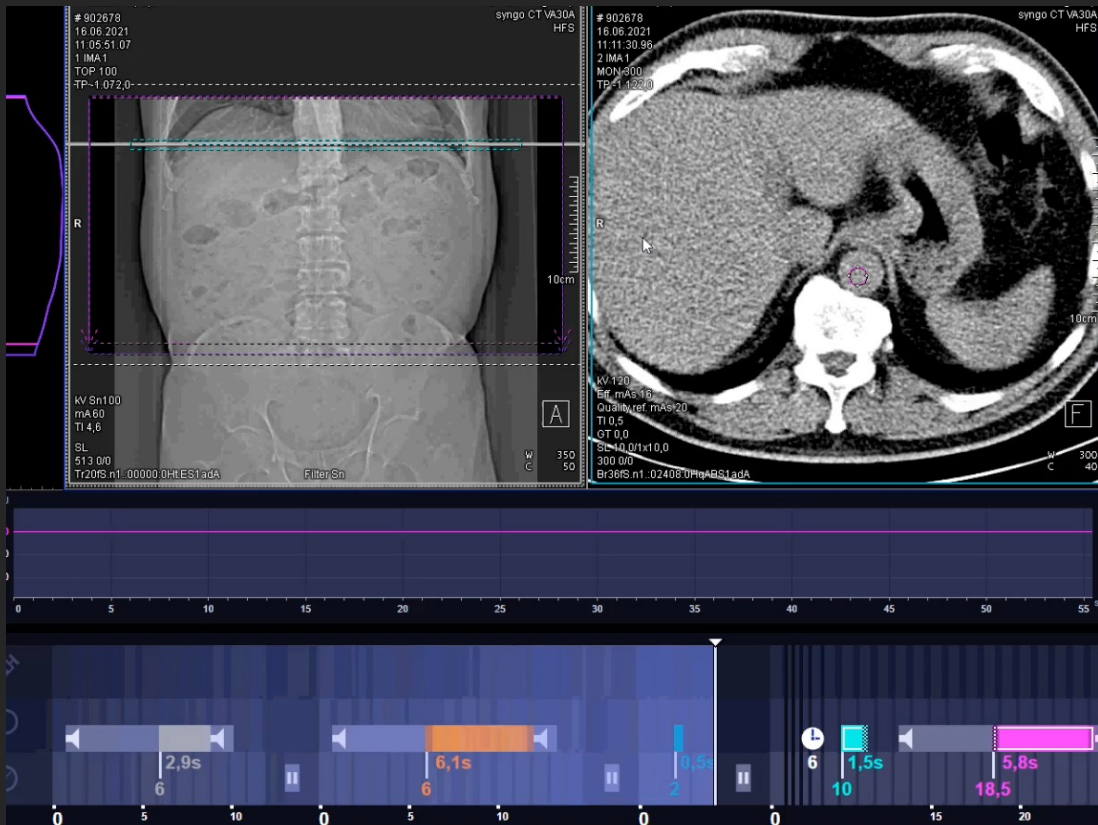 # 902678
16.06.2021
11:05:51.07
1 IMA 1
TOP 100
TP -1.072,0
syngo CT VA30A
HFS
R
10cm
kV Sn100
mA 60
TI 4,6
SL
513 0/0
Tr20fS.n1..00000:0Ht.ES1adA
Filter Sn
A
W 350
C 50
# 902678
16.06.2021
11:11:30.96
2 IMA 1
MON 300
TP -1.122,0
syngo CT VA30A
HFS
R
10cm
kV 120
Eff. mAs 16
Quality ref. mAs 20
TI 0,5
GT 0,0
SL 10,0/1x10,0
300 0/0
F
W 300
C 40
0 5 10 15 20 25 30 35 40 45 50 55 s
2,9s
6
6,1s
6
0,5s
2
6
1,5s
10
5,8s
18,5
0 5 10 0 5 10 0 0 15 20